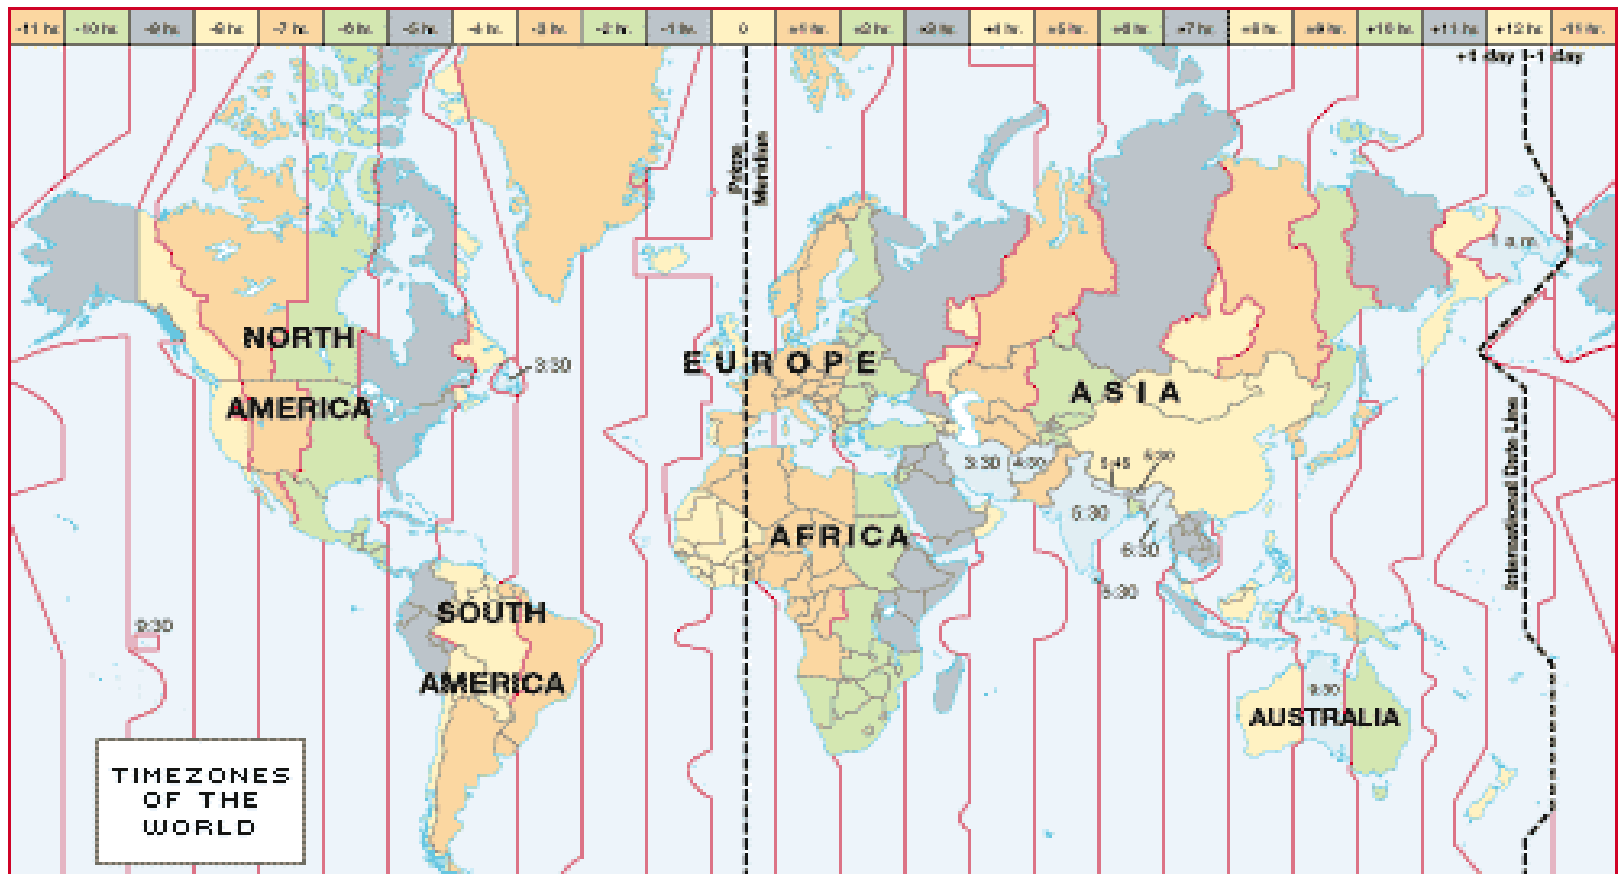 -11 hr. -10 hr. -9 hr. -8 hr. -7 hr. -6 hr. -5 hr. -4 hr. -3 hr. -2 hr. -1 hr. 0 +1 hr. +2 hr. +3 hr. +4 hr. +5 hr. +6 hr. +7 hr. +8 hr. +9 hr. +10 hr. +11 hr. +12 hr. -11 hr.
+1 day -1 day
Prime
Meridian
NORTH
AMERICA
3:30
EUROPE
ASIA
3:30
4:30
5:45
5:30
6:30
5:30
AFRICA
International Date Line
SOUTH
AMERICA
9:30
9:30
AUSTRALIA
TIMEZONES
OF THE
WORLD